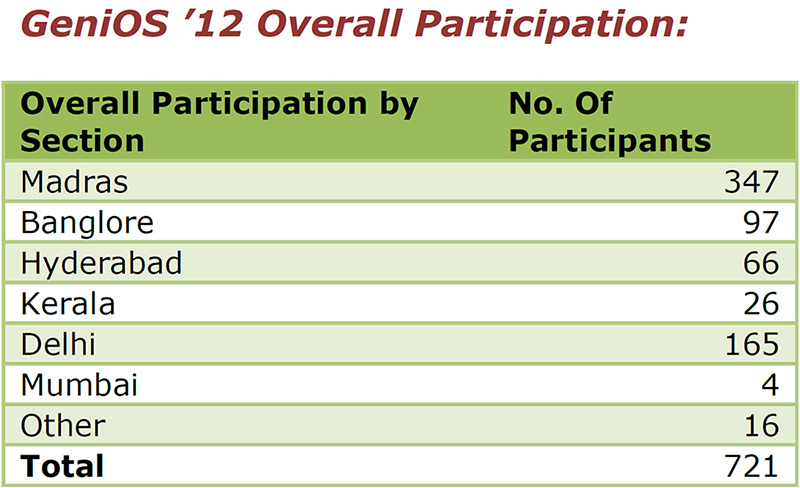 GeniOS ’12 Overall Participation:
Overall Participation by Section No. Of Participants
Madras 347
Banglore 97
Hyderabad 66
Kerala 26
Delhi 165
Mumbai 4
Other 16
Total 721